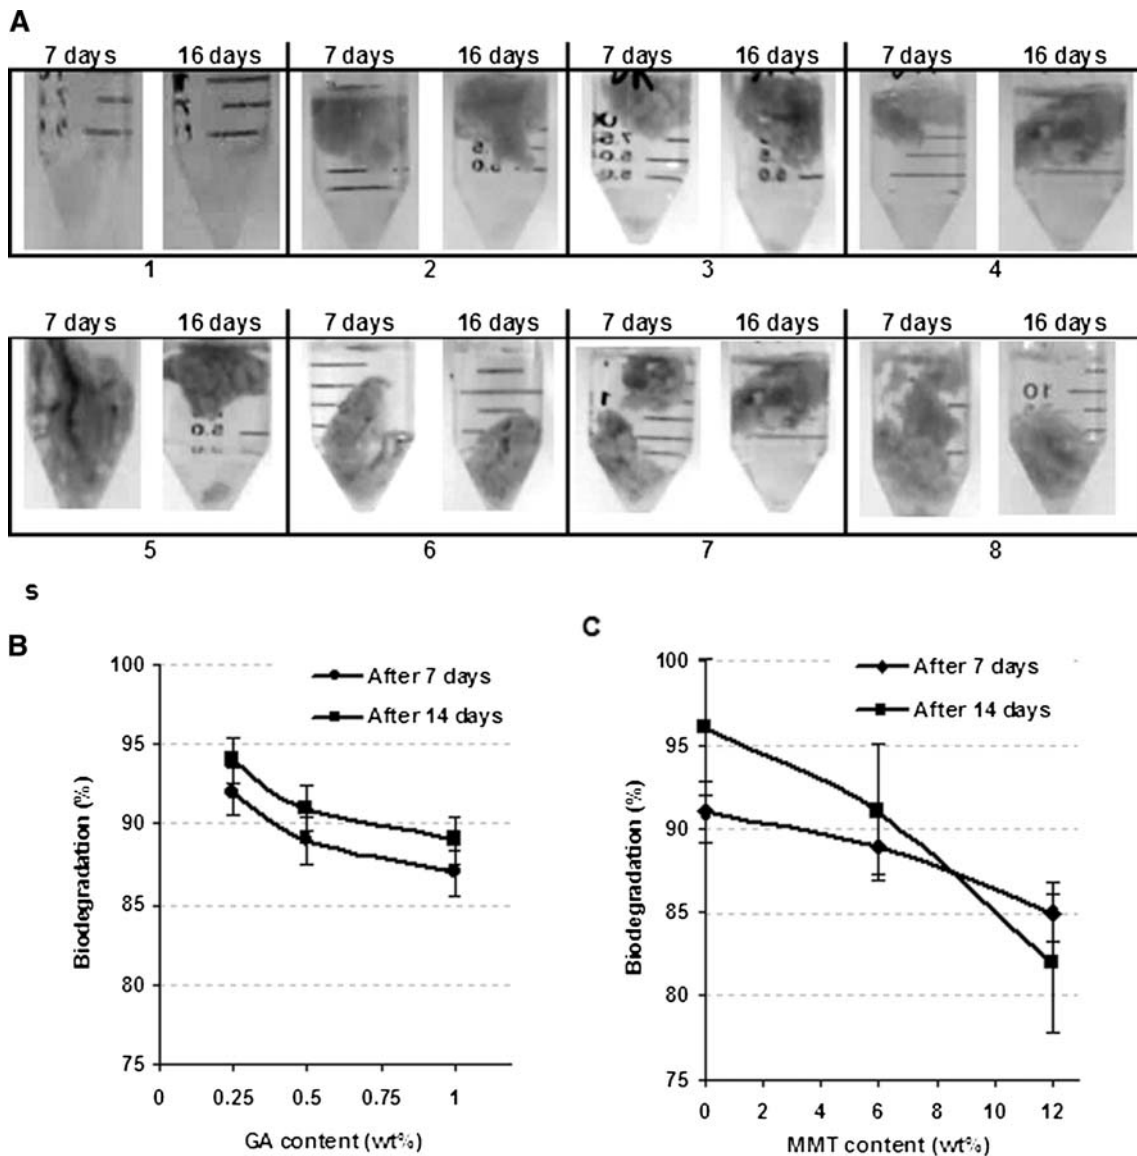 A
7 days 16 days 7 days 16 days 7 days 16 days 7 days 16 days
1 2 3 4
7 days 16 days 7 days 16 days 7 days 16 days 7 days 16 days
5 6 7 8
s
B
100
95
90
85
80
75
Biodegradation (%)
After 7 days
After 14 days
0 0.25 0.5 0.75 1
GA content (wt%)
C
100
95
90
85
80
75
Biodegradation (%)
After 7 days
After 14 days
0 2 4 6 8 10 12
MMT content (wt%)